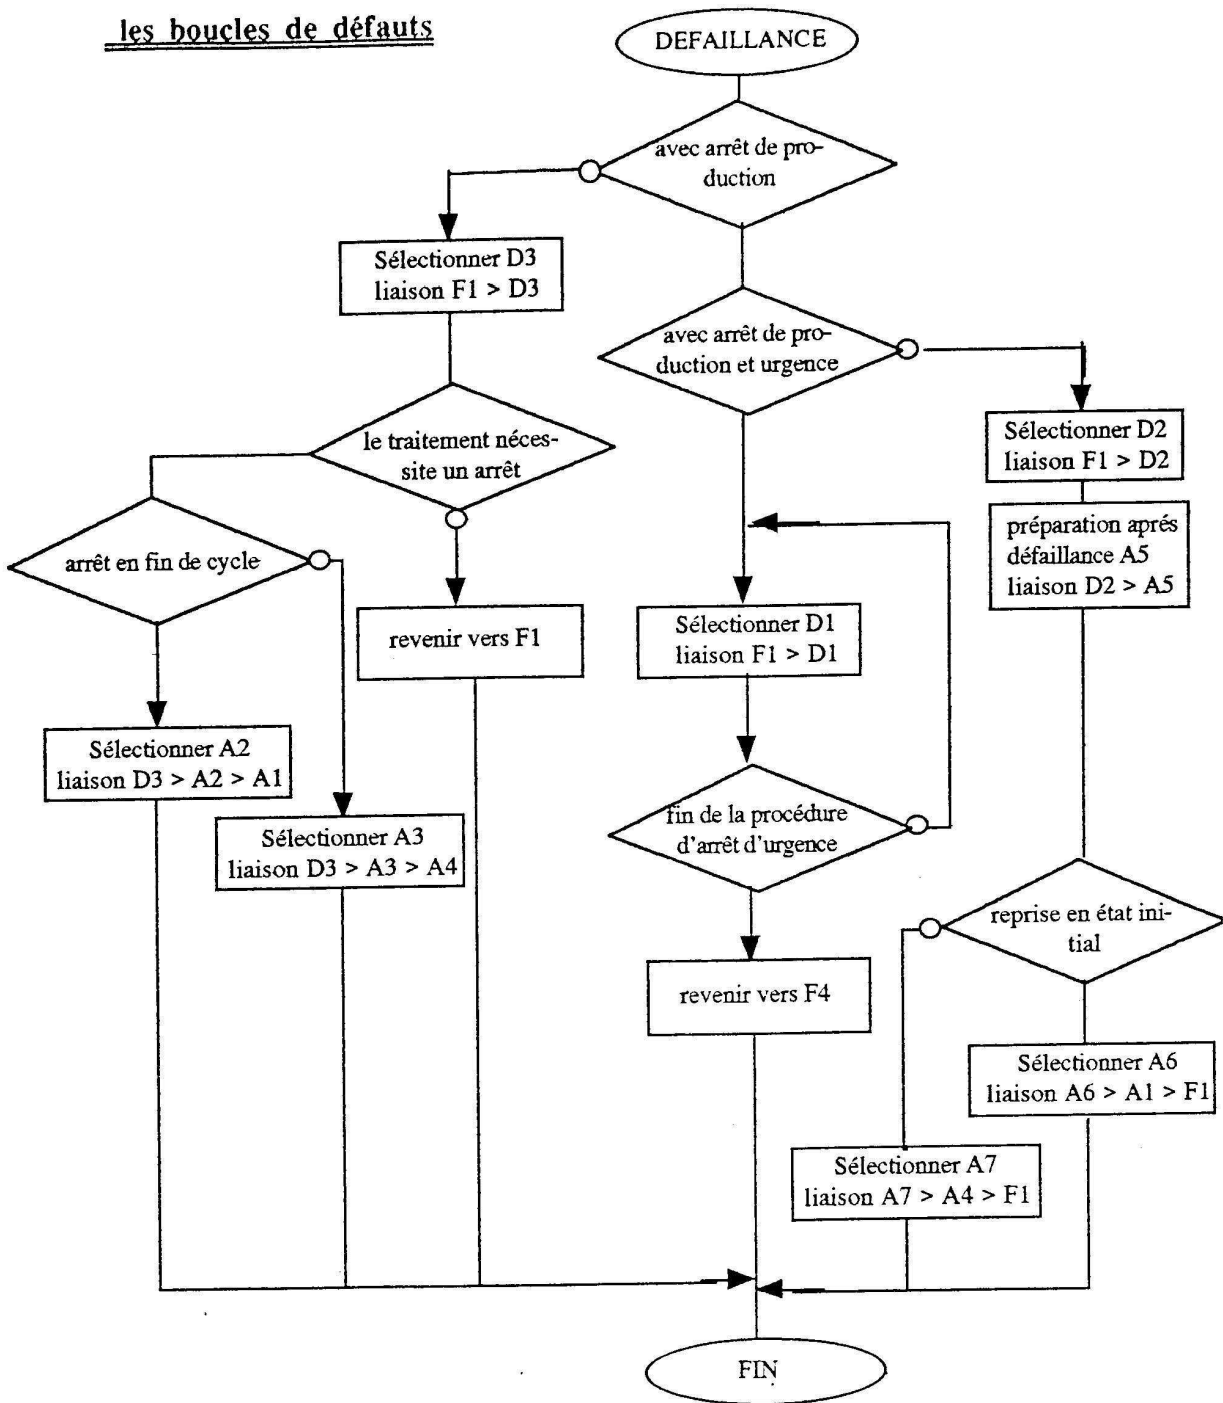 les boucles de défauts
DEFAILLANCE
avec arrêt de pro-
duction
Sélectionner D3
liaison F1 > D3
avec arrêt de pro-
duction et urgence
le traitement néces-
site un arrêt
Sélectionner D2
liaison F1 > D2
arrêt en fin de cycle
préparation aprés
défaillance A5
liaison D2 > A5
revenir vers F1
Sélectionner D1
liaison F1 > D1
Sélectionner A2
liaison D3 > A2 > A1
Sélectionner A3
liaison D3 > A3 > A4
fin de la procédure
d'arrêt d'urgence
reprise en état ini-
tial
revenir vers F4
Sélectionner A6
liaison A6 > A1 > F1
Sélectionner A7
liaison A7 > A4 > F1
FIN